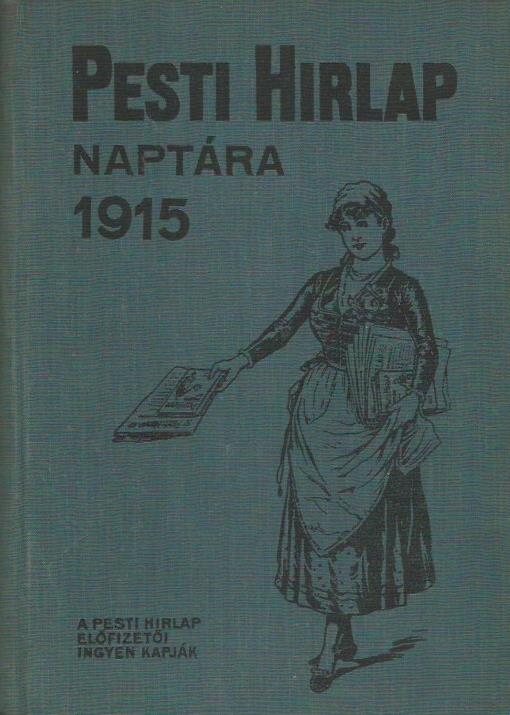 PESTI HIRLAP
NAPTÁRA
1915
A PESTI HIRLAP
ELŐFIZETŐI
INGYEN KAPJÁK